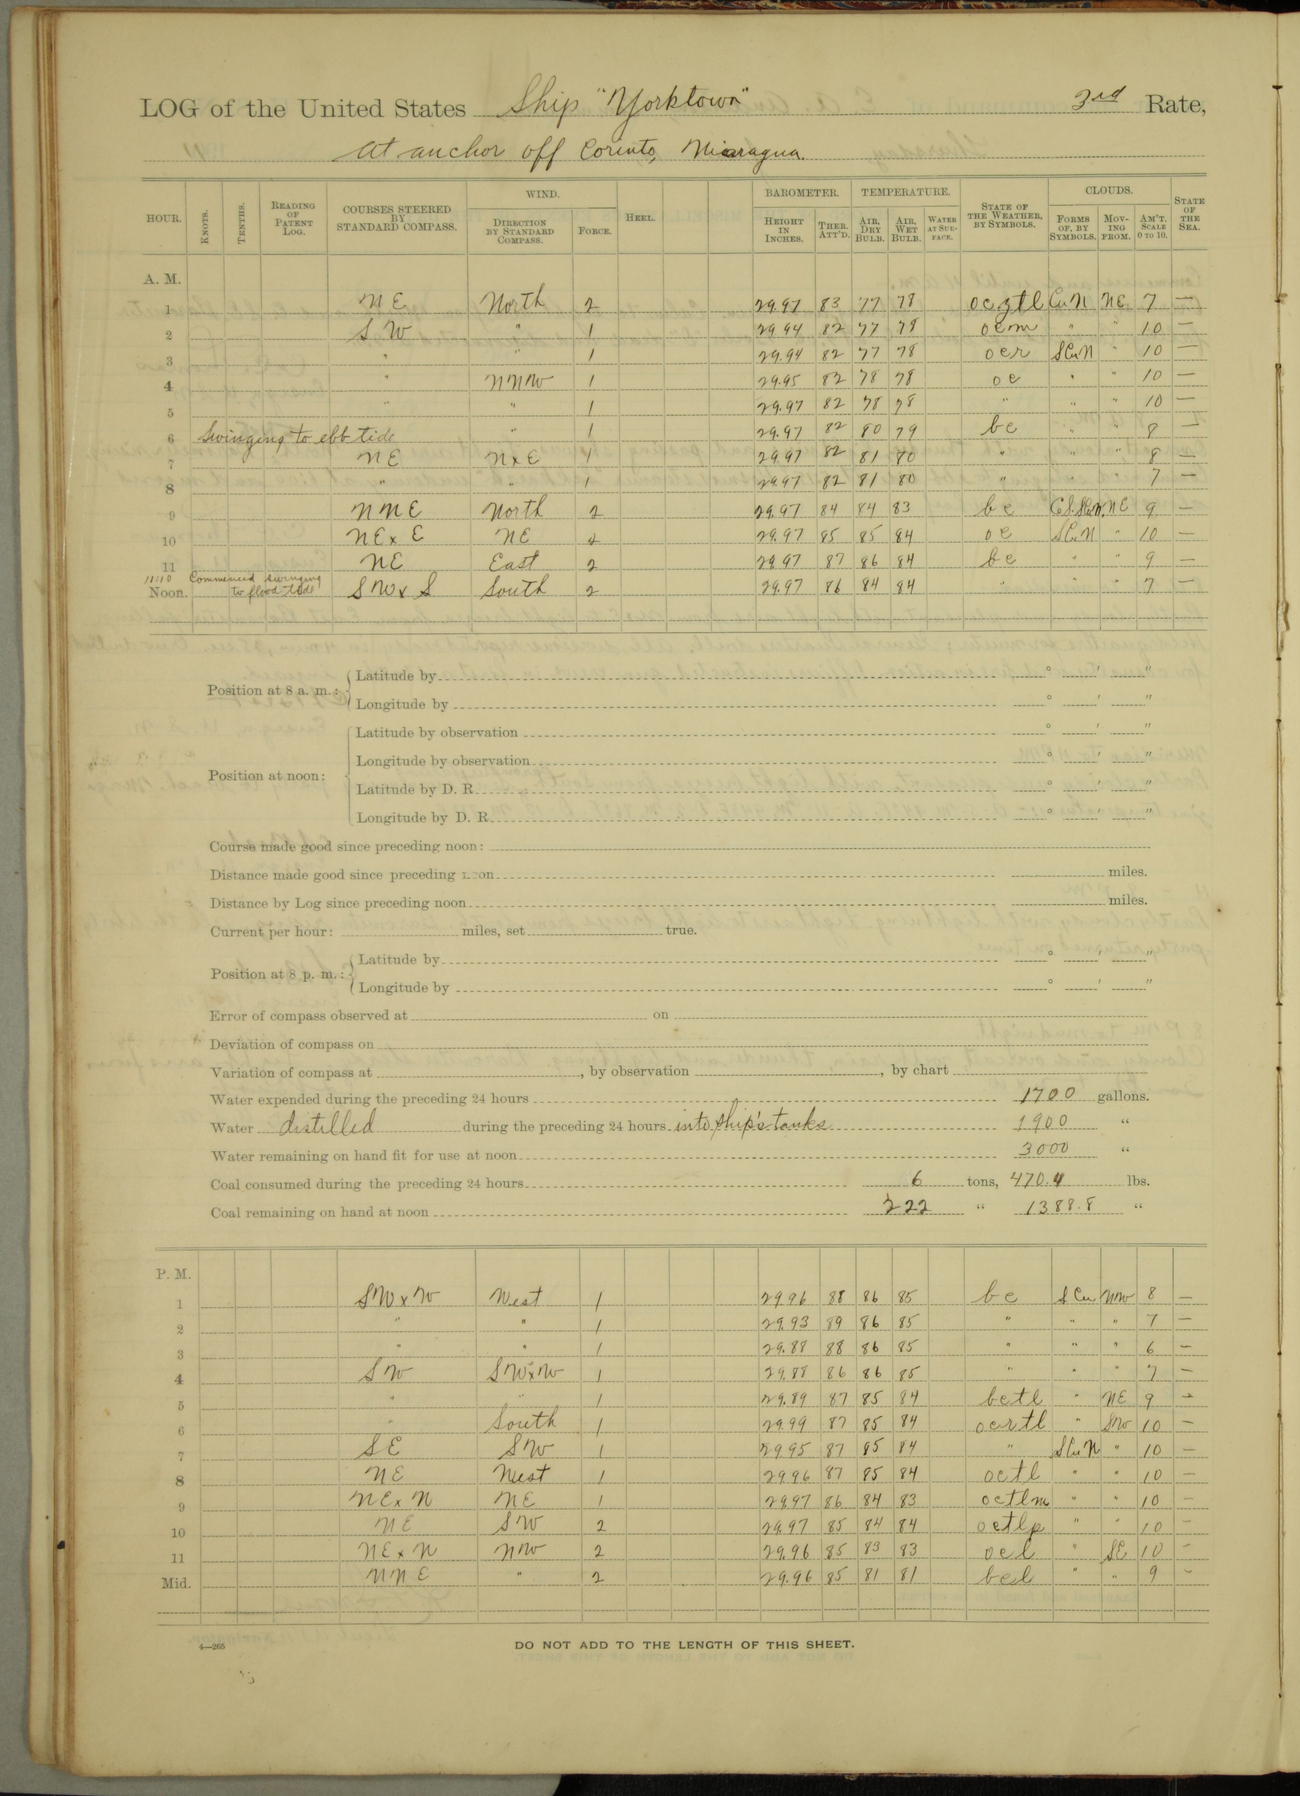 LOG of the United States Ship "Yorktown" 3rd Rate,
At anchor off Corinto, Nicaragua.
HOUR. KNOTS. TENTHS. READING OF PATENT LOG. COURSES STEERED BY STANDARD COMPASS. WIND. DIRECTION BY STANDARD COMPASS. FORCE. HEEL. BAROMETER. HEIGHT IN INCHES. THER. ATT'D. TEMPERATURE. AIR, DRY BULB. AIR, WET BULB. WATER AT SURFACE. STATE OF THE WEATHER, BY SYMBOLS. CLOUDS. FORMS OF, BY SYMBOLS. MOVING FROM. AM'T. SCALE 0 TO 10. STATE OF THE SEA.
A. M.
1 NE North 2 29.97 83 77 78 ocqtl CuN NE 7 —
2 SW " 1 29.94 82 77 78 ocm " " 10 —
3 " " 1 29.94 82 77 78 ocr SCuN " 10 —
4 " NNW 1 29.95 82 78 78 oc " " 10 —
5 " " 1 29.97 82 78 78 " " " 10 —
6 Swinging to ebb tide " 1 29.97 82 80 79 bc " " 8 —
7 NE NxE 1 29.97 82 81 80 " " " 8 —
8 " " 1 29.97 82 81 80 " " " 7 —
9 NNE North 2 29.97 84 84 83 bc C.S.SCuN. NE 9 —
10 NExE NE 2 29.97 85 85 84 oc SCuN " 10 —
11 NE East 2 29.97 87 86 84 bc " " 9 —
11:10 Commenced swinging to flood tide
Noon. SWxS South 2 29.97 86 84 84 " " " 7 —
Position at 8 a. m.: Latitude by ° ' "
Longitude by ° ' "
Position at noon: Latitude by observation ° ' "
Longitude by observation ° ' "
Latitude by D. R. ° ' "
Longitude by D. R. ° ' "
Course made good since preceding noon:
Distance made good since preceding noon miles.
Distance by Log since preceding noon miles.
Current per hour: miles, set true.
Position at 8 p. m.: Latitude by ° ' "
Longitude by ° ' "
Error of compass observed at on
Deviation of compass on
Variation of compass at , by observation , by chart
Water expended during the preceding 24 hours 1700 gallons.
Water distilled during the preceding 24 hours into ship's tanks 1900 "
Water remaining on hand fit for use at noon 3000 "
Coal consumed during the preceding 24 hours 6 tons, 470.4 lbs.
Coal remaining on hand at noon 222 " 1388.8 "
P. M.
1 SWxW West 1 29.96 88 86 85 bc SCu NW 8 —
2 " " 1 29.93 89 86 85 " " " 7 —
3 " " 1 29.88 88 86 85 " " " 6 —
4 SW SWxW 1 29.88 86 86 85 " " " 7 —
5 " " 1 29.89 87 85 84 bctl " NE 9 —
6 " South 1 29.99 87 85 84 ocrtl " SW 10 —
7 SE SW 1 29.95 87 85 84 " SCuN " 10 —
8 NE West 1 29.96 87 85 84 octl " " 10 —
9 NExN NE 1 29.97 86 84 83 octlm " " 10 —
10 NE SW 2 29.97 85 84 84 octlp " " 10 —
11 NExN NW 2 29.96 85 83 83 ocl " SE 10 —
Mid. NNE " 2 29.96 85 81 81 bcl " " 9 —
4—265
DO NOT ADD TO THE LENGTH OF THIS SHEET.